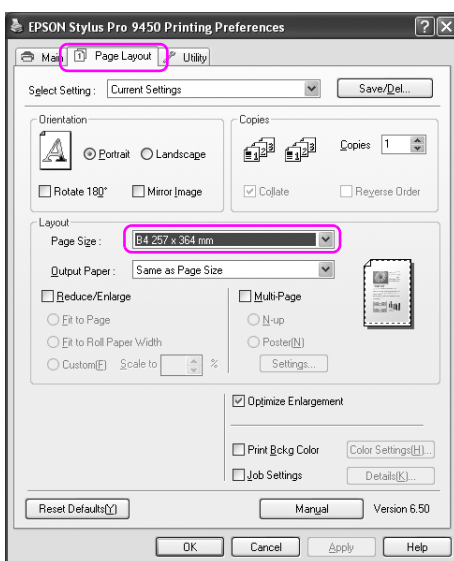 EPSON Stylus Pro 9450 Printing Preferences
Main Page Layout Utility
Select Setting : Current Settings Save/Del...
Orientation Copies
Portrait Landscape Copies 1
Rotate 180° Mirror Image Collate Reverse Order
Layout
Page Size : B4 257 x 364 mm
Output Paper : Same as Page Size
Reduce/Enlarge Multi-Page
Fit to Page N-up
Fit to Roll Paper Width Poster(N)
Custom(F) Scale to % Settings...
Optimize Enlargement
Print Bckg Color Color Settings(H)...
Job Settings Details(K)...
Reset Defaults(Y) Manual Version 6.50
OK Cancel Apply Help